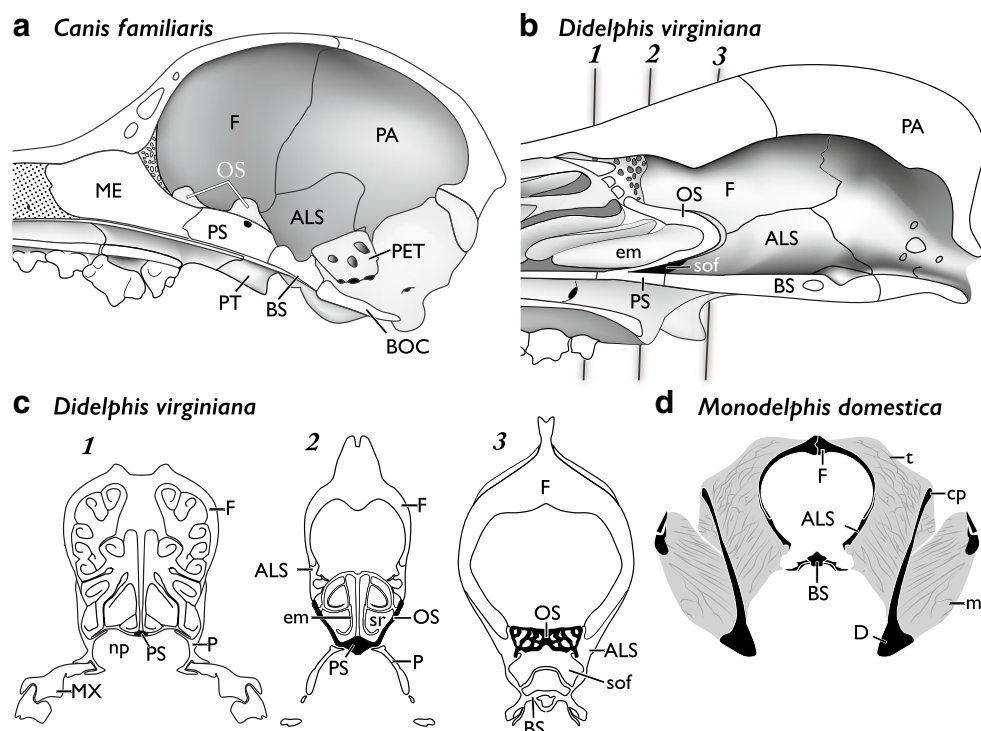 a Canis familiaris
F
PA
OS
ME
ALS
PS
PET
PT
BS
BOC
b Didelphis virginiana
1 2 3
PA
OS
F
ALS
em
sof
PS
BS
c Didelphis virginiana
1
F
np
PS
P
MX
2
F
ALS
em
sr
OS
PS
P
3
F
OS
ALS
sof
BS
d Monodelphis domestica
t
F
cp
ALS
BS
m
D